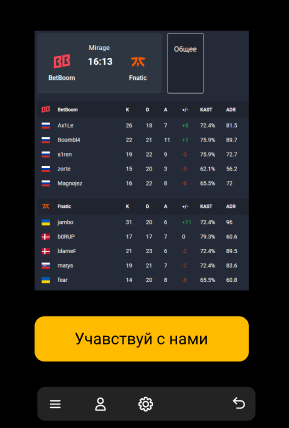 Mirage
16:13
BetBoom
Fnatic
Общее
BetBoom K D A +/- KAST ADR
Ax1Le 26 18 7 +8 72.4% 81.5
Boombl4 22 21 11 +1 75.9% 89.7
s1ren 19 22 9 -3 75.9% 72.7
zorte 15 20 3 -5 62.1% 56.2
Magnojez 16 22 8 -6 65.5% 72
Fnatic K D A +/- KAST ADR
jambo 31 20 6 +11 72.4% 96
bORUP 17 17 7 0 79.3% 60.6
blameF 21 23 6 -2 72.4% 89.5
matys 19 21 7 -2 72.4% 83.6
fear 14 20 8 -6 65.5% 60.8
Учавствуй с нами